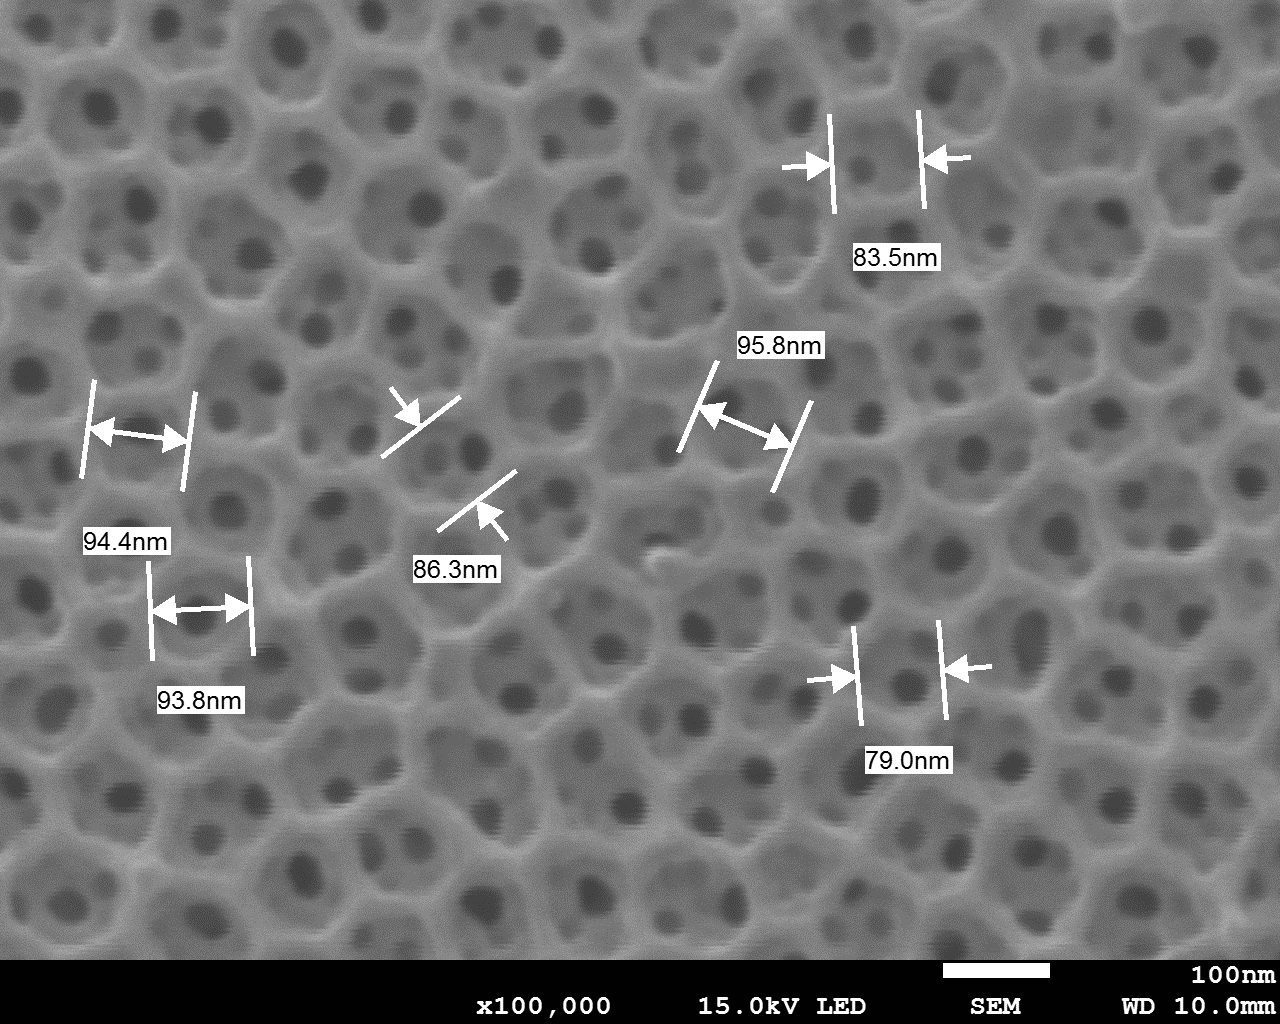 83.5nm
95.8nm
94.4nm
86.3nm
93.8nm
79.0nm
100nm
x100,000 15.0kV LED SEM WD 10.0mm